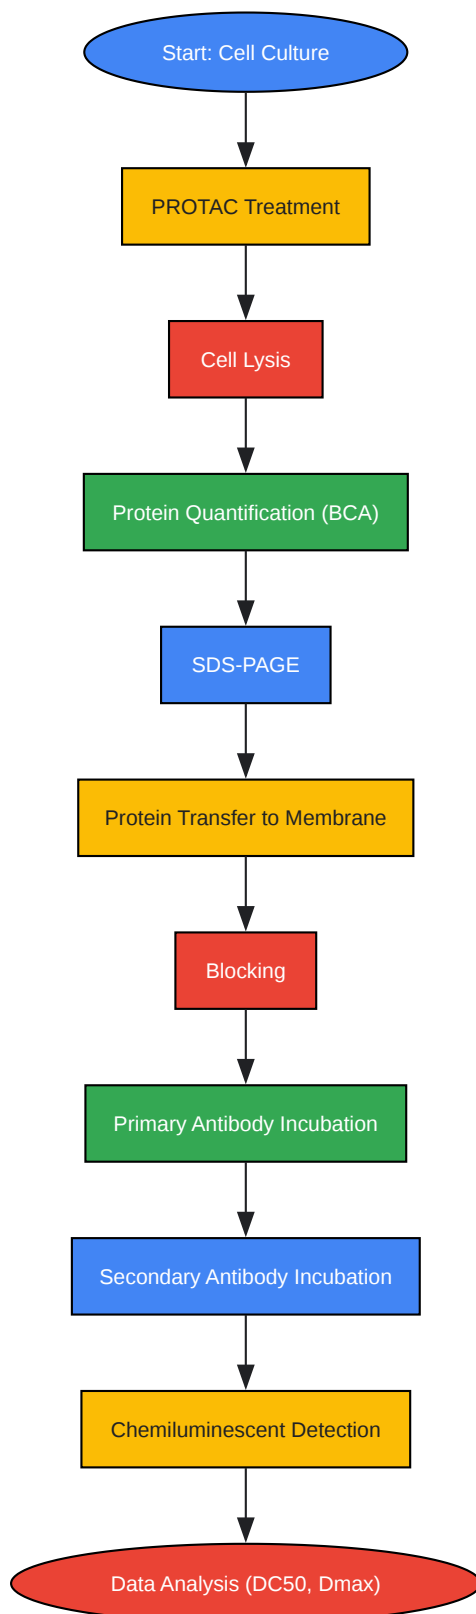 Start: Cell Culture
PROTAC Treatment
Cell Lysis
Protein Quantification (BCA)
SDS-PAGE
Protein Transfer to Membrane
Blocking
Primary Antibody Incubation
Secondary Antibody Incubation
Chemiluminescent Detection
Data Analysis (DC50, Dmax)